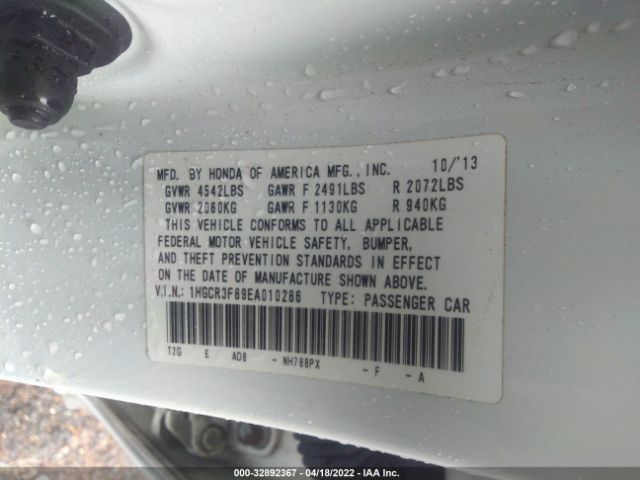 MFD. BY HONDA OF AMERICA MFG., INC. 10/'13
GVWR 4542LBS GAWR F 2491LBS R 2072LBS
GVWR 2060KG GAWR F 1130KG R 940KG
THIS VEHICLE CONFORMS TO ALL APPLICABLE
FEDERAL MOTOR VEHICLE SAFETY, BUMPER,
AND THEFT PREVENTION STANDARDS IN EFFECT
ON THE DATE OF MANUFACTURE SHOWN ABOVE.
V.I.N.: 1HGCR3F89EA010286 TYPE: PASSENGER CAR
T2G E AD8 - NH788PX - F - A
000-32892367 - 04/18/2022 - IAA Inc.